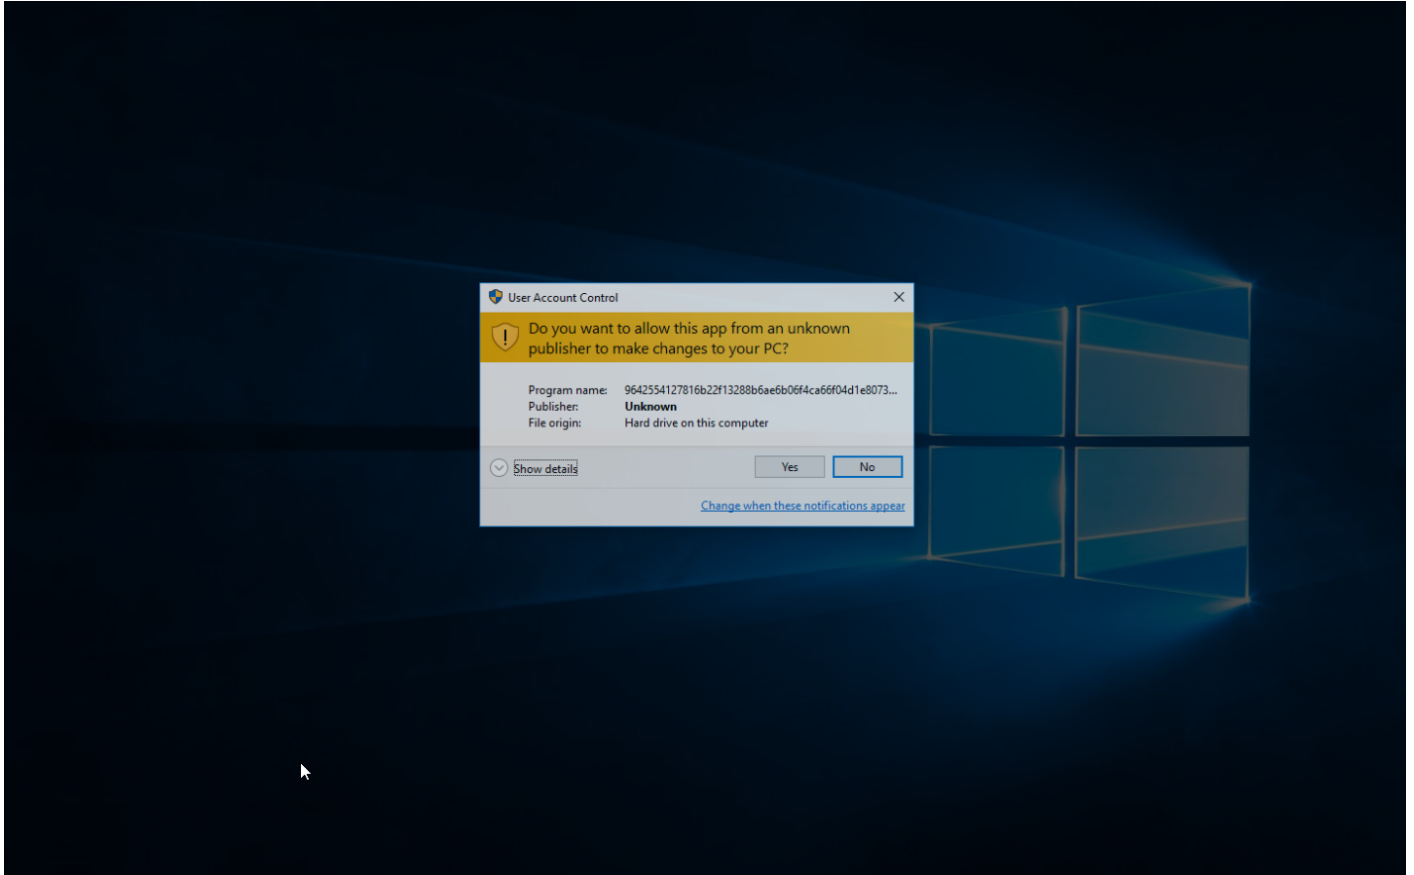 User Account Control
Do you want to allow this app from an unknown
publisher to make changes to your PC?
Program name: 9642554127816b22f13288b6ae6b06f4ca66f04d1e8073...
Publisher: Unknown
File origin: Hard drive on this computer
Show details Yes No
Change when these notifications appear